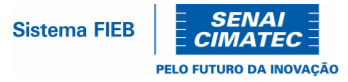 Sistema FIEB
SENAI
CIMATEC
PELO FUTURO DA INOVAÇÃO